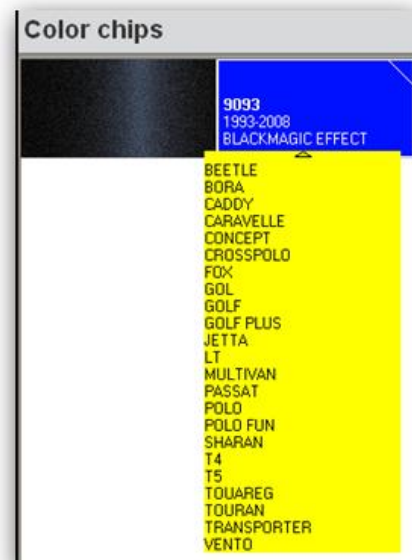 Color chips
9093
1993-2008
BLACKMAGIC EFFECT
BEETLE
BORA
CADDY
CARAVELLE
CONCEPT
CROSSPOLO
FOX
GOL
GOLF
GOLF PLUS
JETTA
LT
MULTIVAN
PASSAT
POLO
POLO FUN
SHARAN
T4
T5
TOUAREG
TOURAN
TRANSPORTER
VENTO